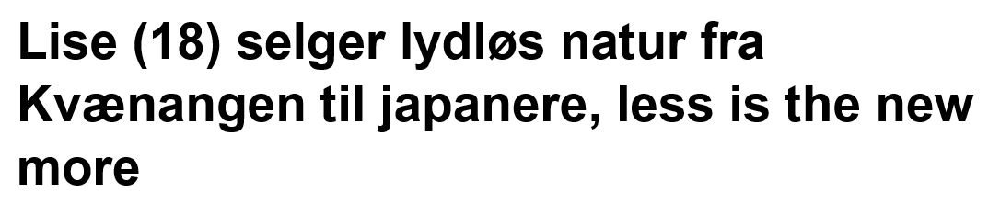 Lise (18) selger lydløs natur fra
Kvænangen til japanere, less is the new
more